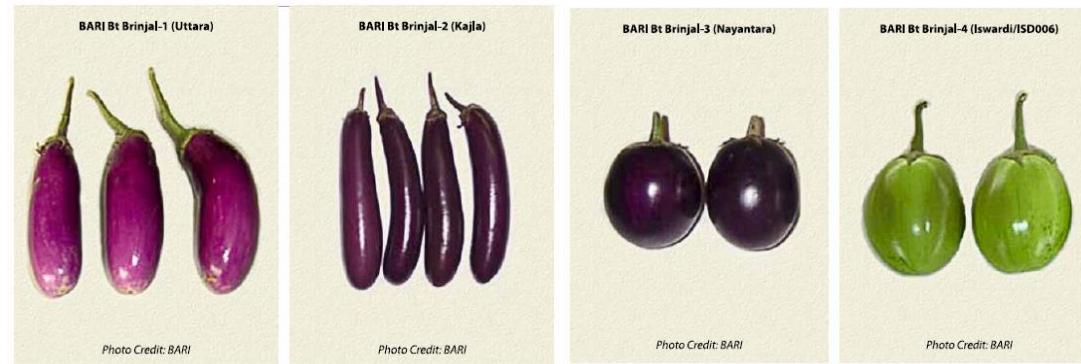 BARI Bt Brinjal-1 (Uttara)
Photo Credit: BARI
BARI Bt Brinjal-2 (Kajla)
Photo Credit: BARI
BARI Bt Brinjal-3 (Nayantara)
Photo Credit: BARI
BARI Bt Brinjal-4 (Iswardi/ISD006)
Photo Credit: BARI